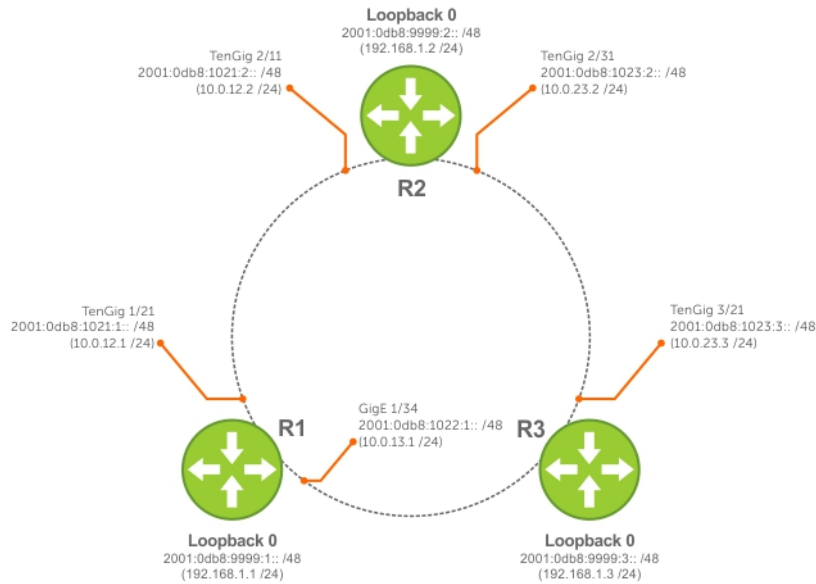 Loopback 0
2001:0db8:9999:2:: /48
(192.168.1.2 /24)
TenGig 2/11
2001:0db8:1021:2:: /48
(10.0.12.2 /24)
TenGig 2/31
2001:0db8:1023:2:: /48
(10.0.23.2 /24)
R2
TenGig 1/21
2001:0db8:1021:1:: /48
(10.0.12.1 /24)
TenGig 3/21
2001:0db8:1023:3:: /48
(10.0.23.3 /24)
R1
GigE 1/34
2001:0db8:1022:1:: /48
(10.0.13.1 /24)
R3
Loopback 0
2001:0db8:9999:1:: /48
(192.168.1.1 /24)
Loopback 0
2001:0db8:9999:3:: /48
(192.168.1.3 /24)